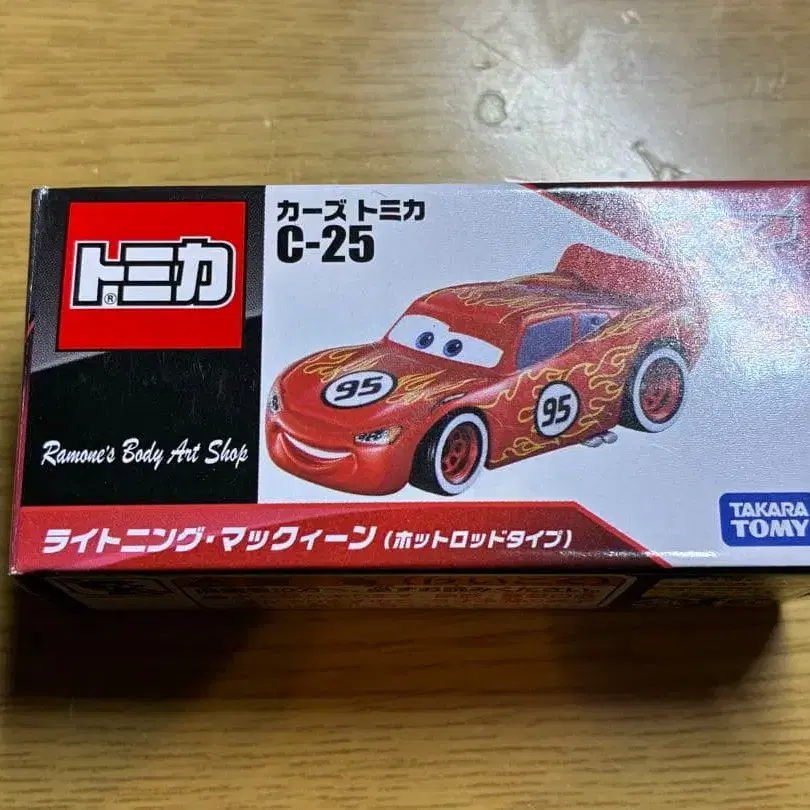 カーズ トミカ
C-25
トミカ®
95
95
Ramone's Body Art Shop
TAKARA
TOMY
ライトニング・マックィーン (ホットロッドタイプ)